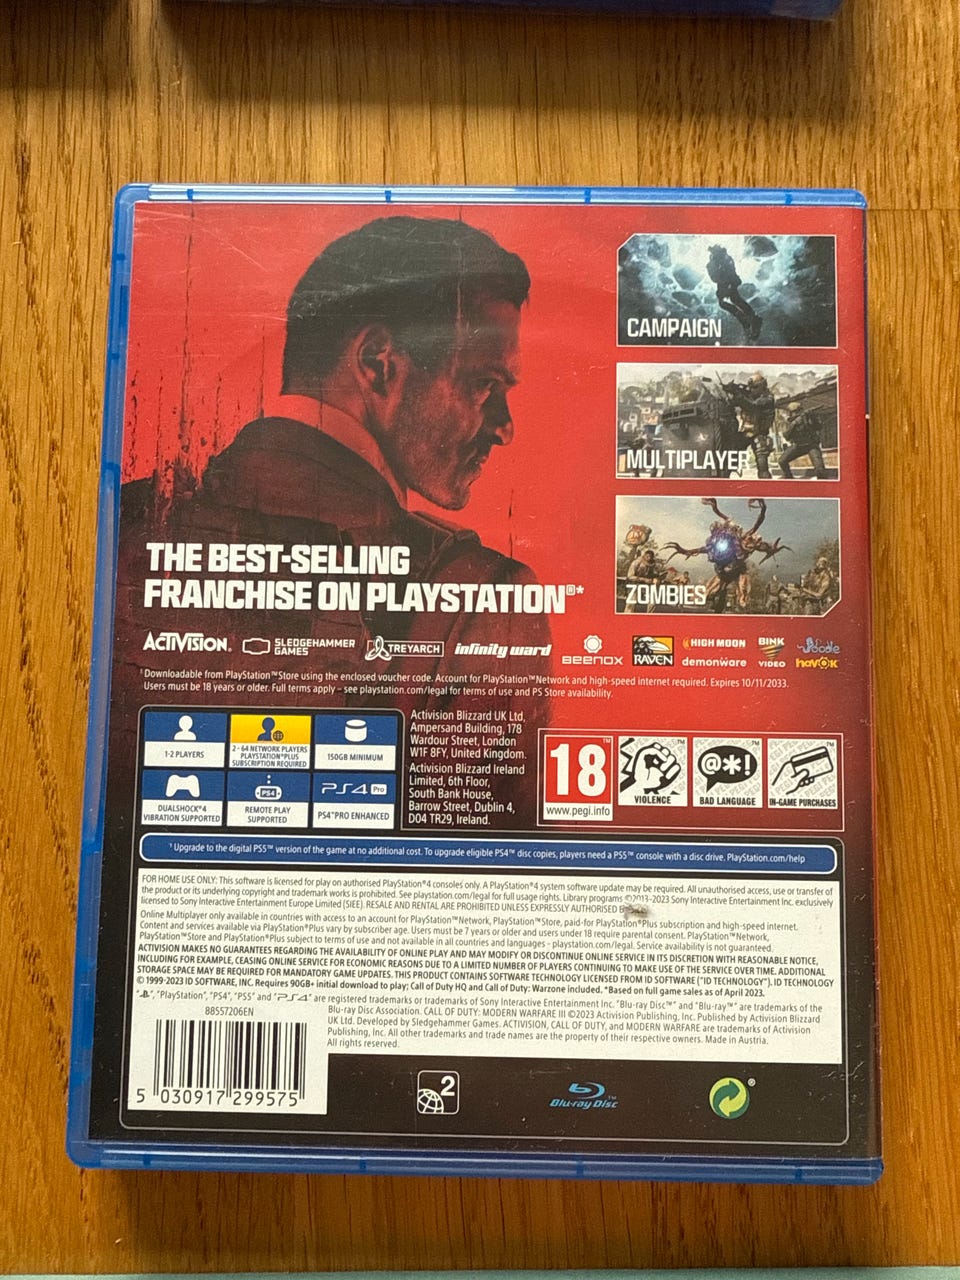 CAMPAIGN
MULTIPLAYER
ZOMBIES
THE BEST-SELLING
FRANCHISE ON PLAYSTATION®*
ACTIVISION®
SLEDGEHAMMER
GAMES
TREYARCH
infinity ward
BEENOX
RAVEN
HIGH MOON
demonware
BINK
VIDEO
oodle
havok
¹ Downloadable from PlayStation™Store using the enclosed voucher code. Account for PlayStation™Network and high-speed internet required. Expires 10/11/2033.
Users must be 18 years or older. Full terms apply – see playstation.com/legal for terms of use and PS Store availability.
1-2 PLAYERS
2 - 64 NETWORK PLAYERS
PLAYSTATION®PLUS
SUBSCRIPTION REQUIRED
150GB MINIMUM
DUALSHOCK®4
VIBRATION SUPPORTED
PS4
REMOTE PLAY
SUPPORTED
PS4 Pro
PS4™PRO ENHANCED
Activision Blizzard UK Ltd,
Ampersand Building, 178
Wardour Street, London
W1F 8FY, United Kingdom.
Activision Blizzard Ireland
Limited, 6th Floor,
South Bank House,
Barrow Street, Dublin 4,
D04 TR29, Ireland.
18
™
www.pegi.info
@*!
VIOLENCE
BAD LANGUAGE
IN-GAME PURCHASES
¹ Upgrade to the digital PS5™ version of the game at no additional cost. To upgrade eligible PS4™ disc copies, players need a PS5™ console with a disc drive. PlayStation.com/help
FOR HOME USE ONLY: This software is licensed for play on authorised PlayStation®4 consoles only. A PlayStation®4 system software update may be required. All unauthorised access, use or transfer of
the product or its underlying copyright and trademark works is prohibited. See playstation.com/legal for full usage rights. Library programs ©2013-2023 Sony Interactive Entertainment Inc. exclusively
licensed to Sony Interactive Entertainment Europe Limited (SIEE). RESALE AND RENTAL ARE PROHIBITED UNLESS EXPRESSLY AUTHORISED
Online Multiplayer only available in countries with access to an account for PlayStation™Network, PlayStation™Store, paid-for PlayStation®Plus subscription and high-speed internet.
Content and services available via PlayStation®Plus vary by subscriber age. Users must be 7 years or older and users under 18 require parental consent. PlayStation™Network,
PlayStation™Store and PlayStation®Plus subject to terms of use and not available in all countries and languages - playstation.com/legal. Service availability is not guaranteed.
ACTIVISION MAKES NO GUARANTEES REGARDING THE AVAILABILITY OF ONLINE PLAY AND MAY MODIFY OR DISCONTINUE ONLINE SERVICE IN ITS DISCRETION WITH REASONABLE NOTICE,
INCLUDING FOR EXAMPLE, CEASING ONLINE SERVICE FOR ECONOMIC REASONS DUE TO A LIMITED NUMBER OF PLAYERS CONTINUING TO MAKE USE OF THE SERVICE OVER TIME. ADDITIONAL
STORAGE SPACE MAY BE REQUIRED FOR MANDATORY GAME UPDATES. THIS PRODUCT CONTAINS SOFTWARE TECHNOLOGY LICENSED FROM ID SOFTWARE ("ID TECHNOLOGY"). ID TECHNOLOGY
© 1999-2023 ID SOFTWARE, INC. Requires 90GB+ initial download to play; Call of Duty HQ and Call of Duty: Warzone included. *Based on full game sales as of April 2023.
"PlayStation", "PS4", "PS5" and "PS4" are registered trademarks or trademarks of Sony Interactive Entertainment Inc. "Blu-ray Disc™" and "Blu-ray™" are trademarks of the
Blu-ray Disc Association. CALL OF DUTY: MODERN WARFARE III ©2023 Activision Publishing, Inc. Published by Activision Blizzard
UK Ltd. Developed by Sledgehammer Games. ACTIVISION, CALL OF DUTY, and MODERN WARFARE are trademarks of Activision
Publishing, Inc. All other trademarks and trade names are the property of their respective owners. Made in Austria.
All rights reserved.
88557206EN
5 030917 299575
2
Blu-ray Disc™
®